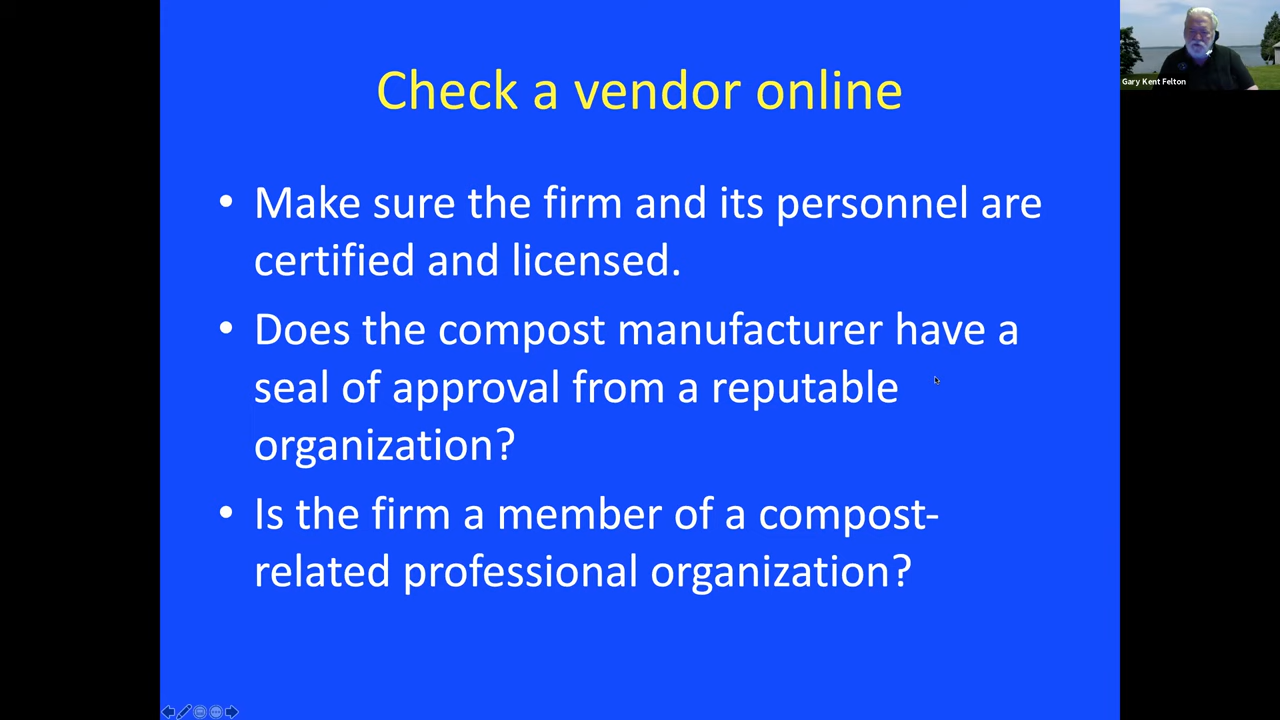 Check a vendor online
Gary Kent Felton
• Make sure the firm and its personnel are
certified and licensed.
• Does the compost manufacturer have a
seal of approval from a reputable
organization?
• Is the firm a member of a compost-
related professional organization?